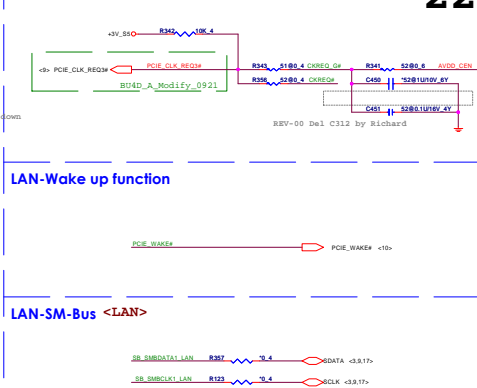 +3V_S5 R342 10K_4
<9> PCIE_CLK_REQ3# PCIE_CLK_REQ3# R343 51@0_4 CKREQ_G# R341 52@0_6 AVDD_CEN
R356 52@0_4 CKREQ# C450 *52@1U/10V_6Y
BU4D_A_Modify_0921
C451 52@0.1U/16V_4Y
down
REV-00 Del C312 by Richard
LAN-Wake up function
PCIE_WAKE# PCIE_WAKE# <10>
LAN-SM-Bus <LAN>
SB_SMBDATA1_LAN R357 *0_4 SDATA <3,9,17>
SB_SMBCLK1_LAN R123 *0_4 SCLK <3,9,17>